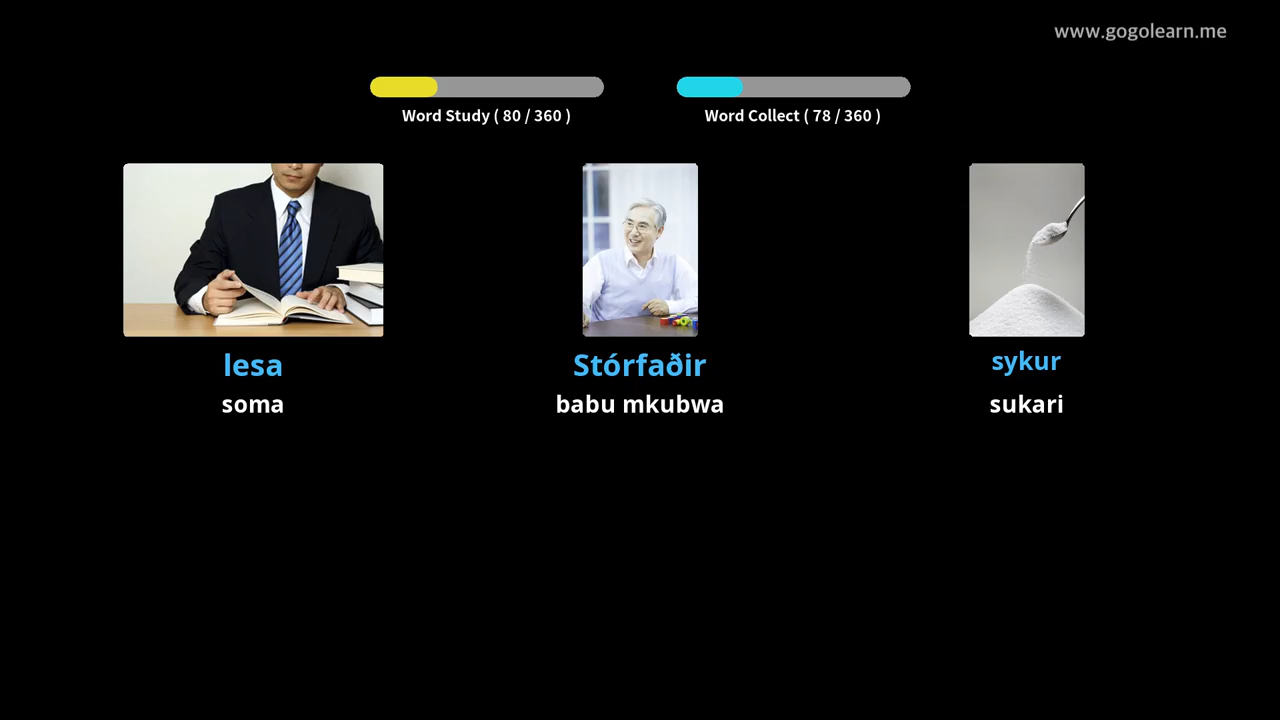 www.gogolearn.me
Word Study ( 80 / 360 )
Word Collect ( 78 / 360 )
lesa
Stórfaðir
sykur
soma
babu mkubwa
sukari